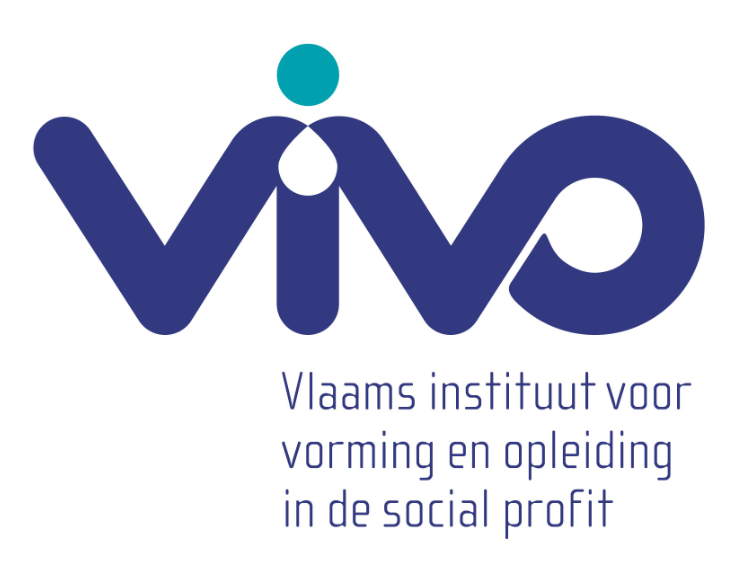 vivo
Vlaams instituut voor
vorming en opleiding
in de social profit